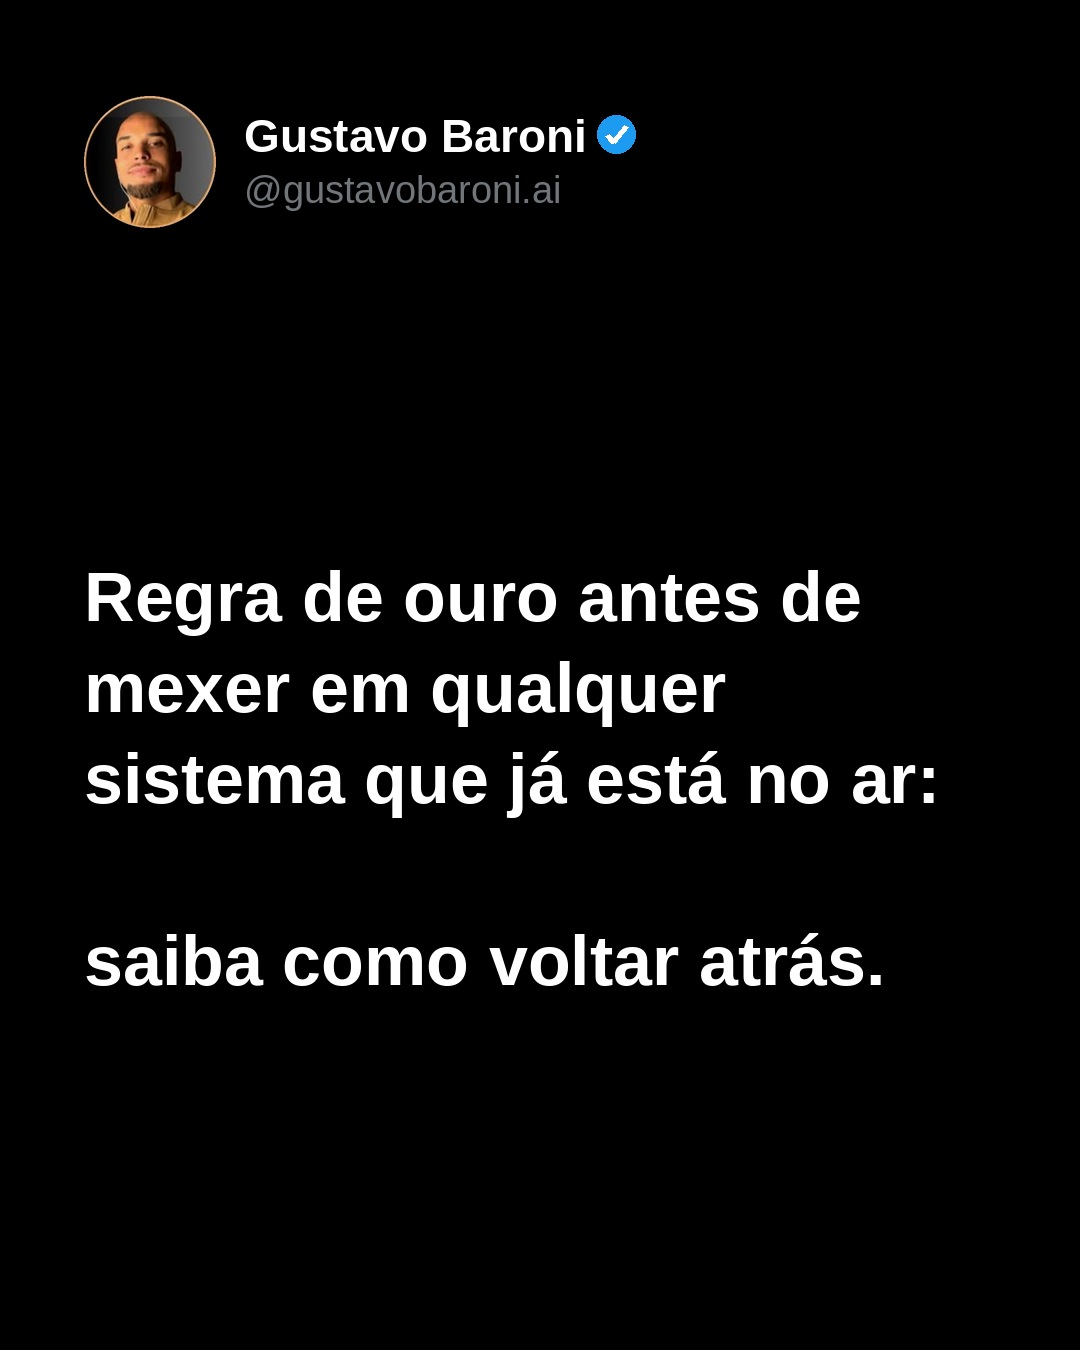 Gustavo Baroni
@gustavobaroni.ai
Regra de ouro antes de
mexer em qualquer
sistema que já está no ar:
saiba como voltar atrás.